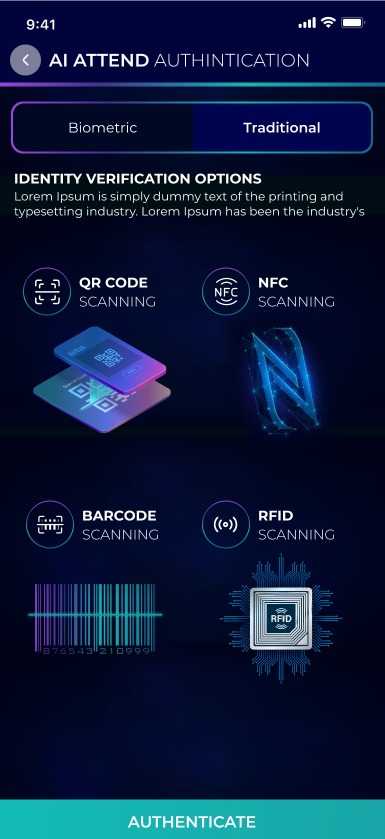 9:41
AI ATTEND AUTHINTICATION
Biometric
Traditional
IDENTITY VERIFICATION OPTIONS
Lorem Ipsum is simply dummy text of the printing and
typesetting industry. Lorem Ipsum has been the industry's
QR CODE
SCANNING
NFC
NFC
SCANNING
BARCODE
SCANNING
RFID
SCANNING
876543 210999
RFID
AUTHENTICATE